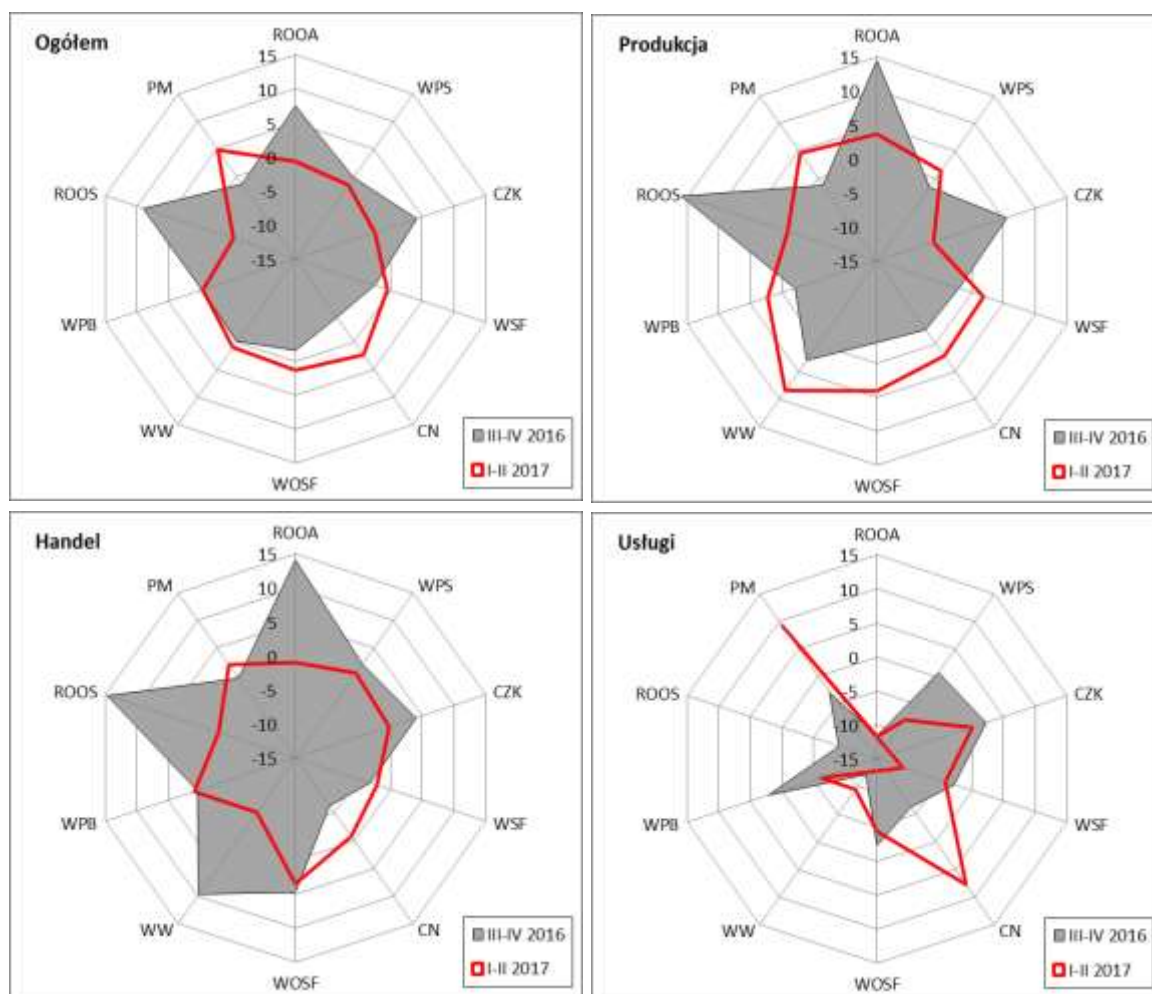 Ogółem
ROOA
WPS
CZK
WSF
CN
WOSF
WW
WPB
ROOS
PM
15
10
5
0
-5
-10
-15
III-IV 2016
I-II 2017
Produkcja
ROOA
WPS
CZK
WSF
CN
WOSF
WW
WPB
ROOS
PM
15
10
5
0
-5
-10
-15
III-IV 2016
I-II 2017
Handel
ROOA
WPS
CZK
WSF
CN
WOSF
WW
WPB
ROOS
PM
15
10
5
0
-5
-10
-15
III-IV 2016
I-II 2017
Usługi
ROOA
WPS
CZK
WSF
CN
WOSF
WW
WPB
ROOS
PM
15
10
5
0
-5
-10
-15
III-IV 2016
I-II 2017